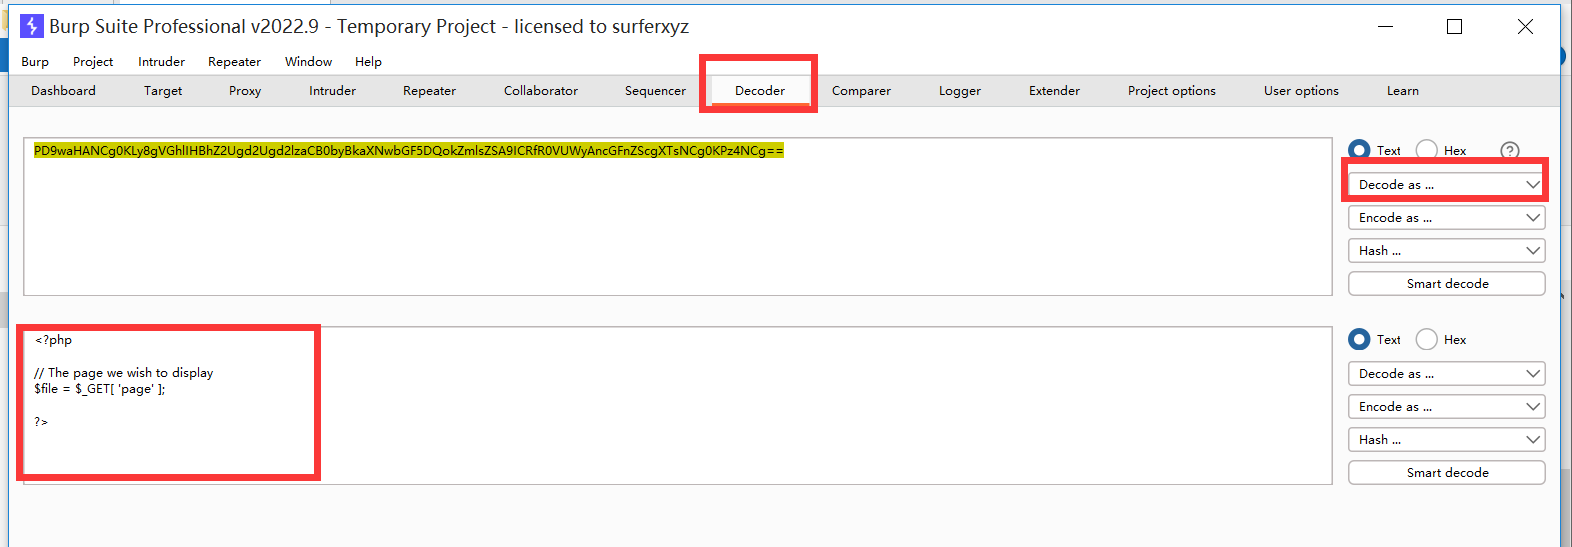 Burp Suite Professional v2022.9 - Temporary Project - licensed to surferxyz
Burp Project Intruder Repeater Window Help
Dashboard Target Proxy Intruder Repeater Collaborator Sequencer Decoder Comparer Logger Extender Project options User options Learn
PD9waHANCg0KLy8gVGhlIHBhZ2Ugd2Ugd2lzaCB0byBkaXNwbGF5DQokZmlsZSA9ICRfR0VUWyAncGFnZScgXTsNCg0KPz4NCg==
Text Hex ?
Decode as ...
Encode as ...
Hash ...
Smart decode
<?php
// The page we wish to display
$file = $_GET[ 'page' ];
?>
Text Hex
Decode as ...
Encode as ...
Hash ...
Smart decode